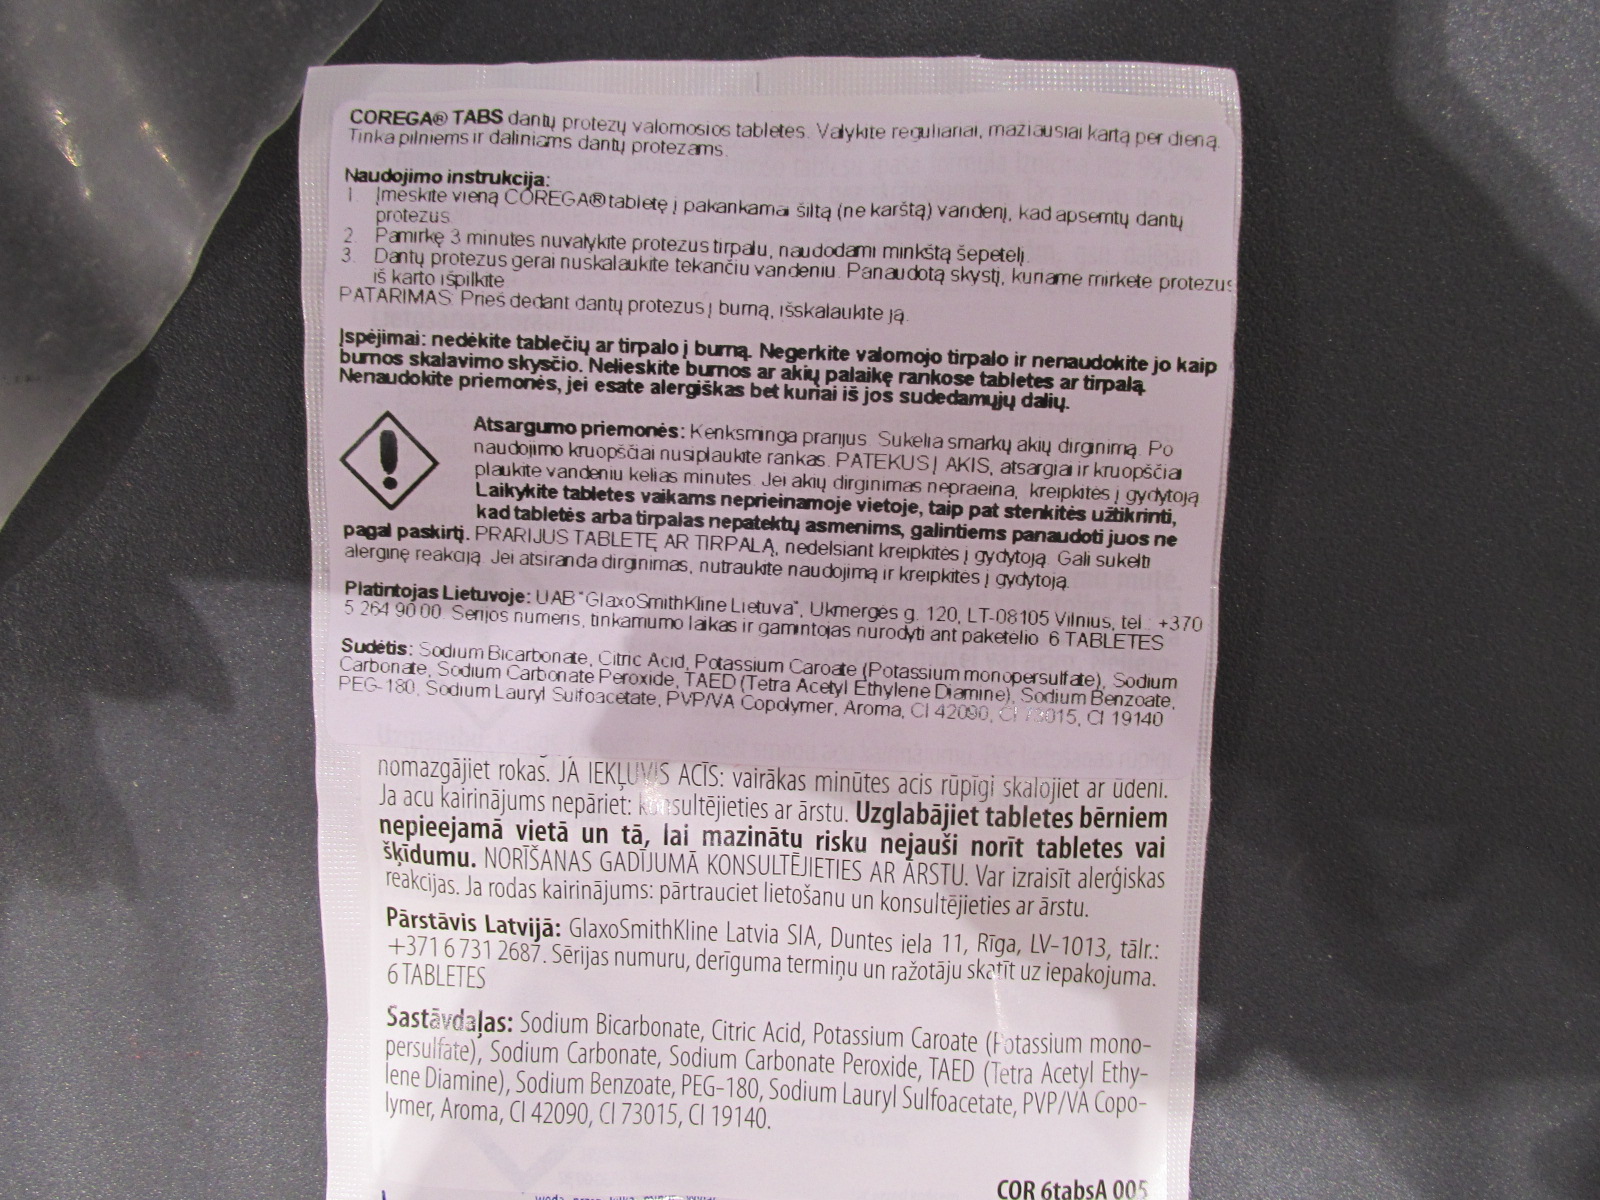 COREGA® TABS dantų protezų valomosios tabletės. Valykite reguliariai, mažiausiai kartą per dieną.
Tinka pilniems ir daliniams dantų protezams.
Naudojimo instrukcija:
1. Įmeskite vieną COREGA® tabletę į pakankamai šiltą (ne karštą) vandenį, kad apsemtų dantų
protezus.
2. Pamirkę 3 minutes nuvalykite protezus tirpalu, naudodami minkštą šepetėlį.
3. Dantų protezus gerai nuskalaukite tekančiu vandeniu. Panaudotą skystį, kuriame mirkėte protezus
iš karto išpilkite
PATARIMAS: Prieš dedant dantų protezus į burną, išskalaukite ją.
Įspėjimai: nedėkite tablečių ar tirpalo į burną. Negerkite valomojo tirpalo ir nenaudokite jo kaip
burnos skalavimo skysčio. Nelieskite burnos ar akių palaikę rankose tabletes ar tirpalą.
Nenaudokite priemonės, jei esate alergiškas bet kuriai iš jos sudedamųjų dalių.
Atsargumo priemonės: Kenksminga prarijus. Sukelia smarkų akių dirginimą. Po
naudojimo kruopščiai nusiplaukite rankas. PATEKUS Į AKIS, atsargiai ir kruopščiai
plaukite vandeniu kelias minutes. Jei akių dirginimas nepraeina, kreipkitės į gydytoją
Laikykite tabletes vaikams neprieinamoje vietoje, taip pat stenkitės užtikrinti,
kad tabletės arba tirpalas nepatektų asmenims, galintiems panaudoti juos ne
pagal paskirtį. PRARIJUS TABLETĘ AR TIRPALĄ, nedelsiant kreipkitės į gydytoją. Gali sukelti
alerginę reakciją. Jei atsiranda dirginimas, nutraukite naudojimą ir kreipkitės į gydytoją.
Platintojas Lietuvoje: UAB "GlaxoSmithKline Lietuva", Ukmergės g. 120, LT-08105 Vilnius, tel.: +370
5 264 90 00. Serijos numeris, tinkamumo laikas ir gamintojas nurodyti ant paketėlio. 6 TABLETĖS
Sudėtis: Sodium Bicarbonate, Citric Acid, Potassium Caroate (Potassium monopersulfate), Sodium
Carbonate, Sodium Carbonate Peroxide, TAED (Tetra Acetyl Ethylene Diamine), Sodium Benzoate,
PEG-180, Sodium Lauryl Sulfoacetate, PVP/VA Copolymer, Aroma, CI 42090, CI 73015, CI 19140
nomazgājiet rokas. JA IEKĻUVIS ACĪS: vairākas minūtes acis rūpīgi skalojiet ar ūdeni.
Ja acu kairinājums nepāriet: konsultējieties ar ārstu. Uzglabājiet tabletes bērniem
nepieejamā vietā un tā, lai mazinātu risku nejauši norīt tabletes vai
šķīdumu. NORĪŠANAS GADĪJUMĀ KONSULTĒJIETIES AR ĀRSTU. Var izraisīt alerģiskas
reakcijas. Ja rodas kairinājums: pārtrauciet lietošanu un konsultējieties ar ārstu.
Pārstāvis Latvijā: GlaxoSmithKline Latvia SIA, Duntes iela 11, Rīga, LV-1013, tālr.:
+371 6 731 2687. Sērijas numuru, derīguma termiņu un ražotāju skatīt uz iepakojuma.
6 TABLETES
Sastāvdaļas: Sodium Bicarbonate, Citric Acid, Potassium Caroate (Potassium mono-
persulfate), Sodium Carbonate, Sodium Carbonate Peroxide, TAED (Tetra Acetyl Ethy-
lene Diamine), Sodium Benzoate, PEG-180, Sodium Lauryl Sulfoacetate, PVP/VA Copo-
lymer, Aroma, CI 42090, CI 73015, CI 19140.
COR 6tabsA 005